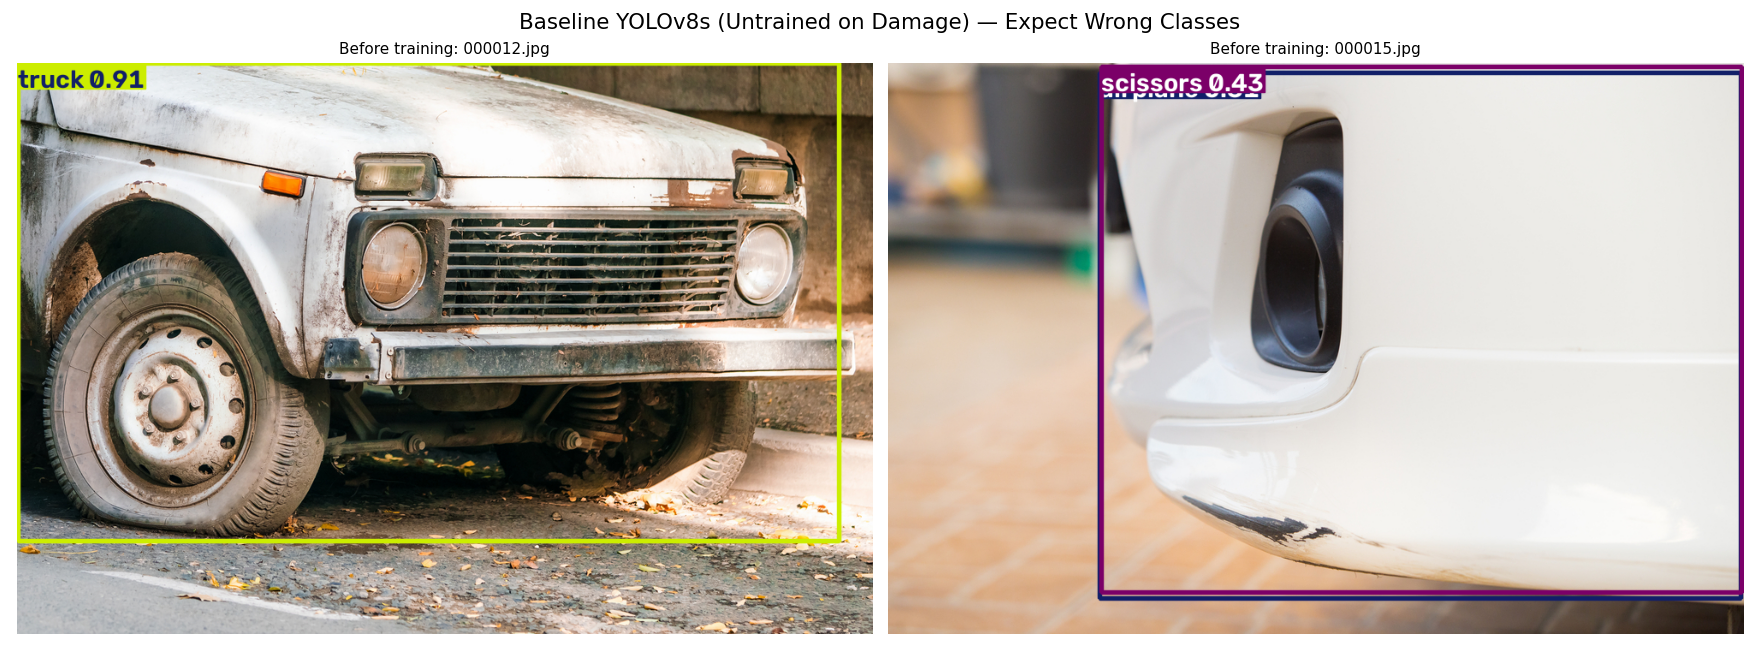 Baseline YOLOv8s (Untrained on Damage) — Expect Wrong Classes
Before training: 000012.jpg
Before training: 000015.jpg
truck 0.91
scissors 0.43